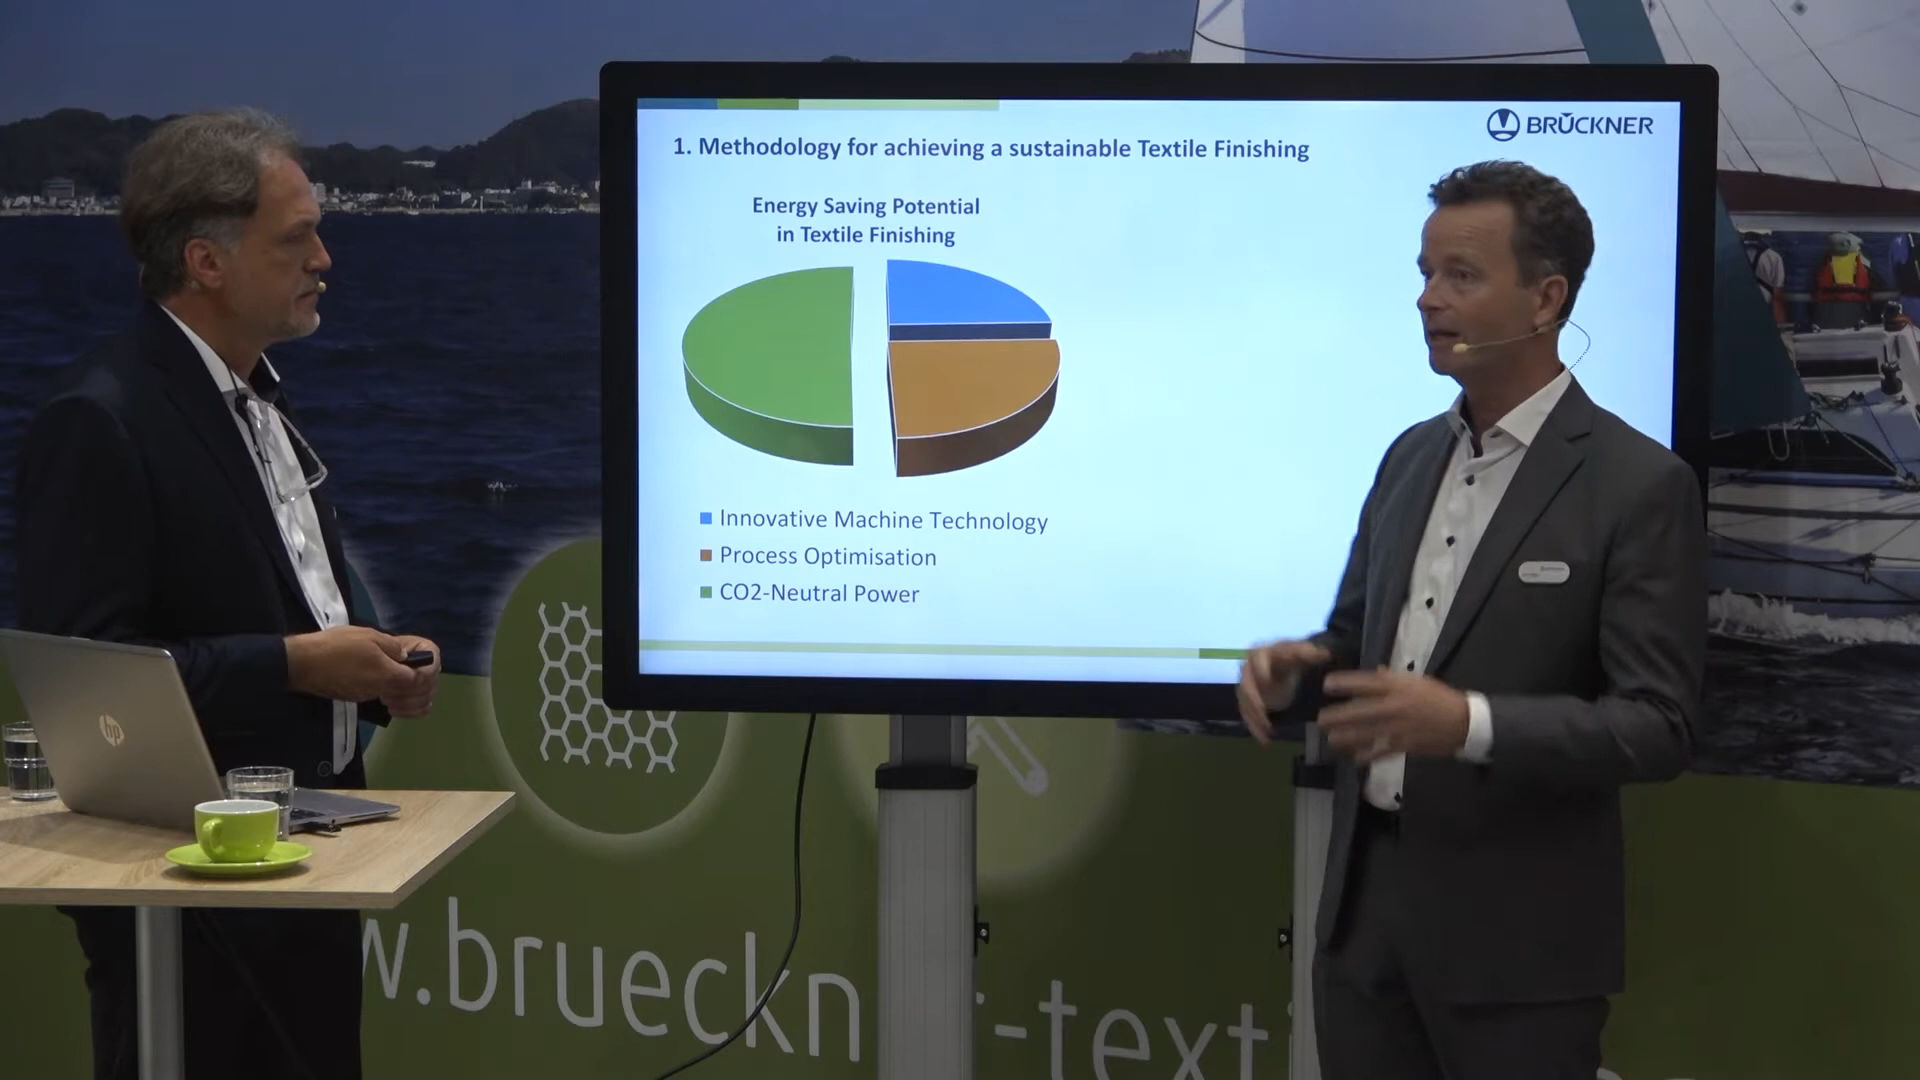 BRÜCKNER
1. Methodology for achieving a sustainable Textile Finishing
Energy Saving Potential
in Textile Finishing
Innovative Machine Technology
Process Optimisation
CO2-Neutral Power
hp
w.brueckn
r-texti